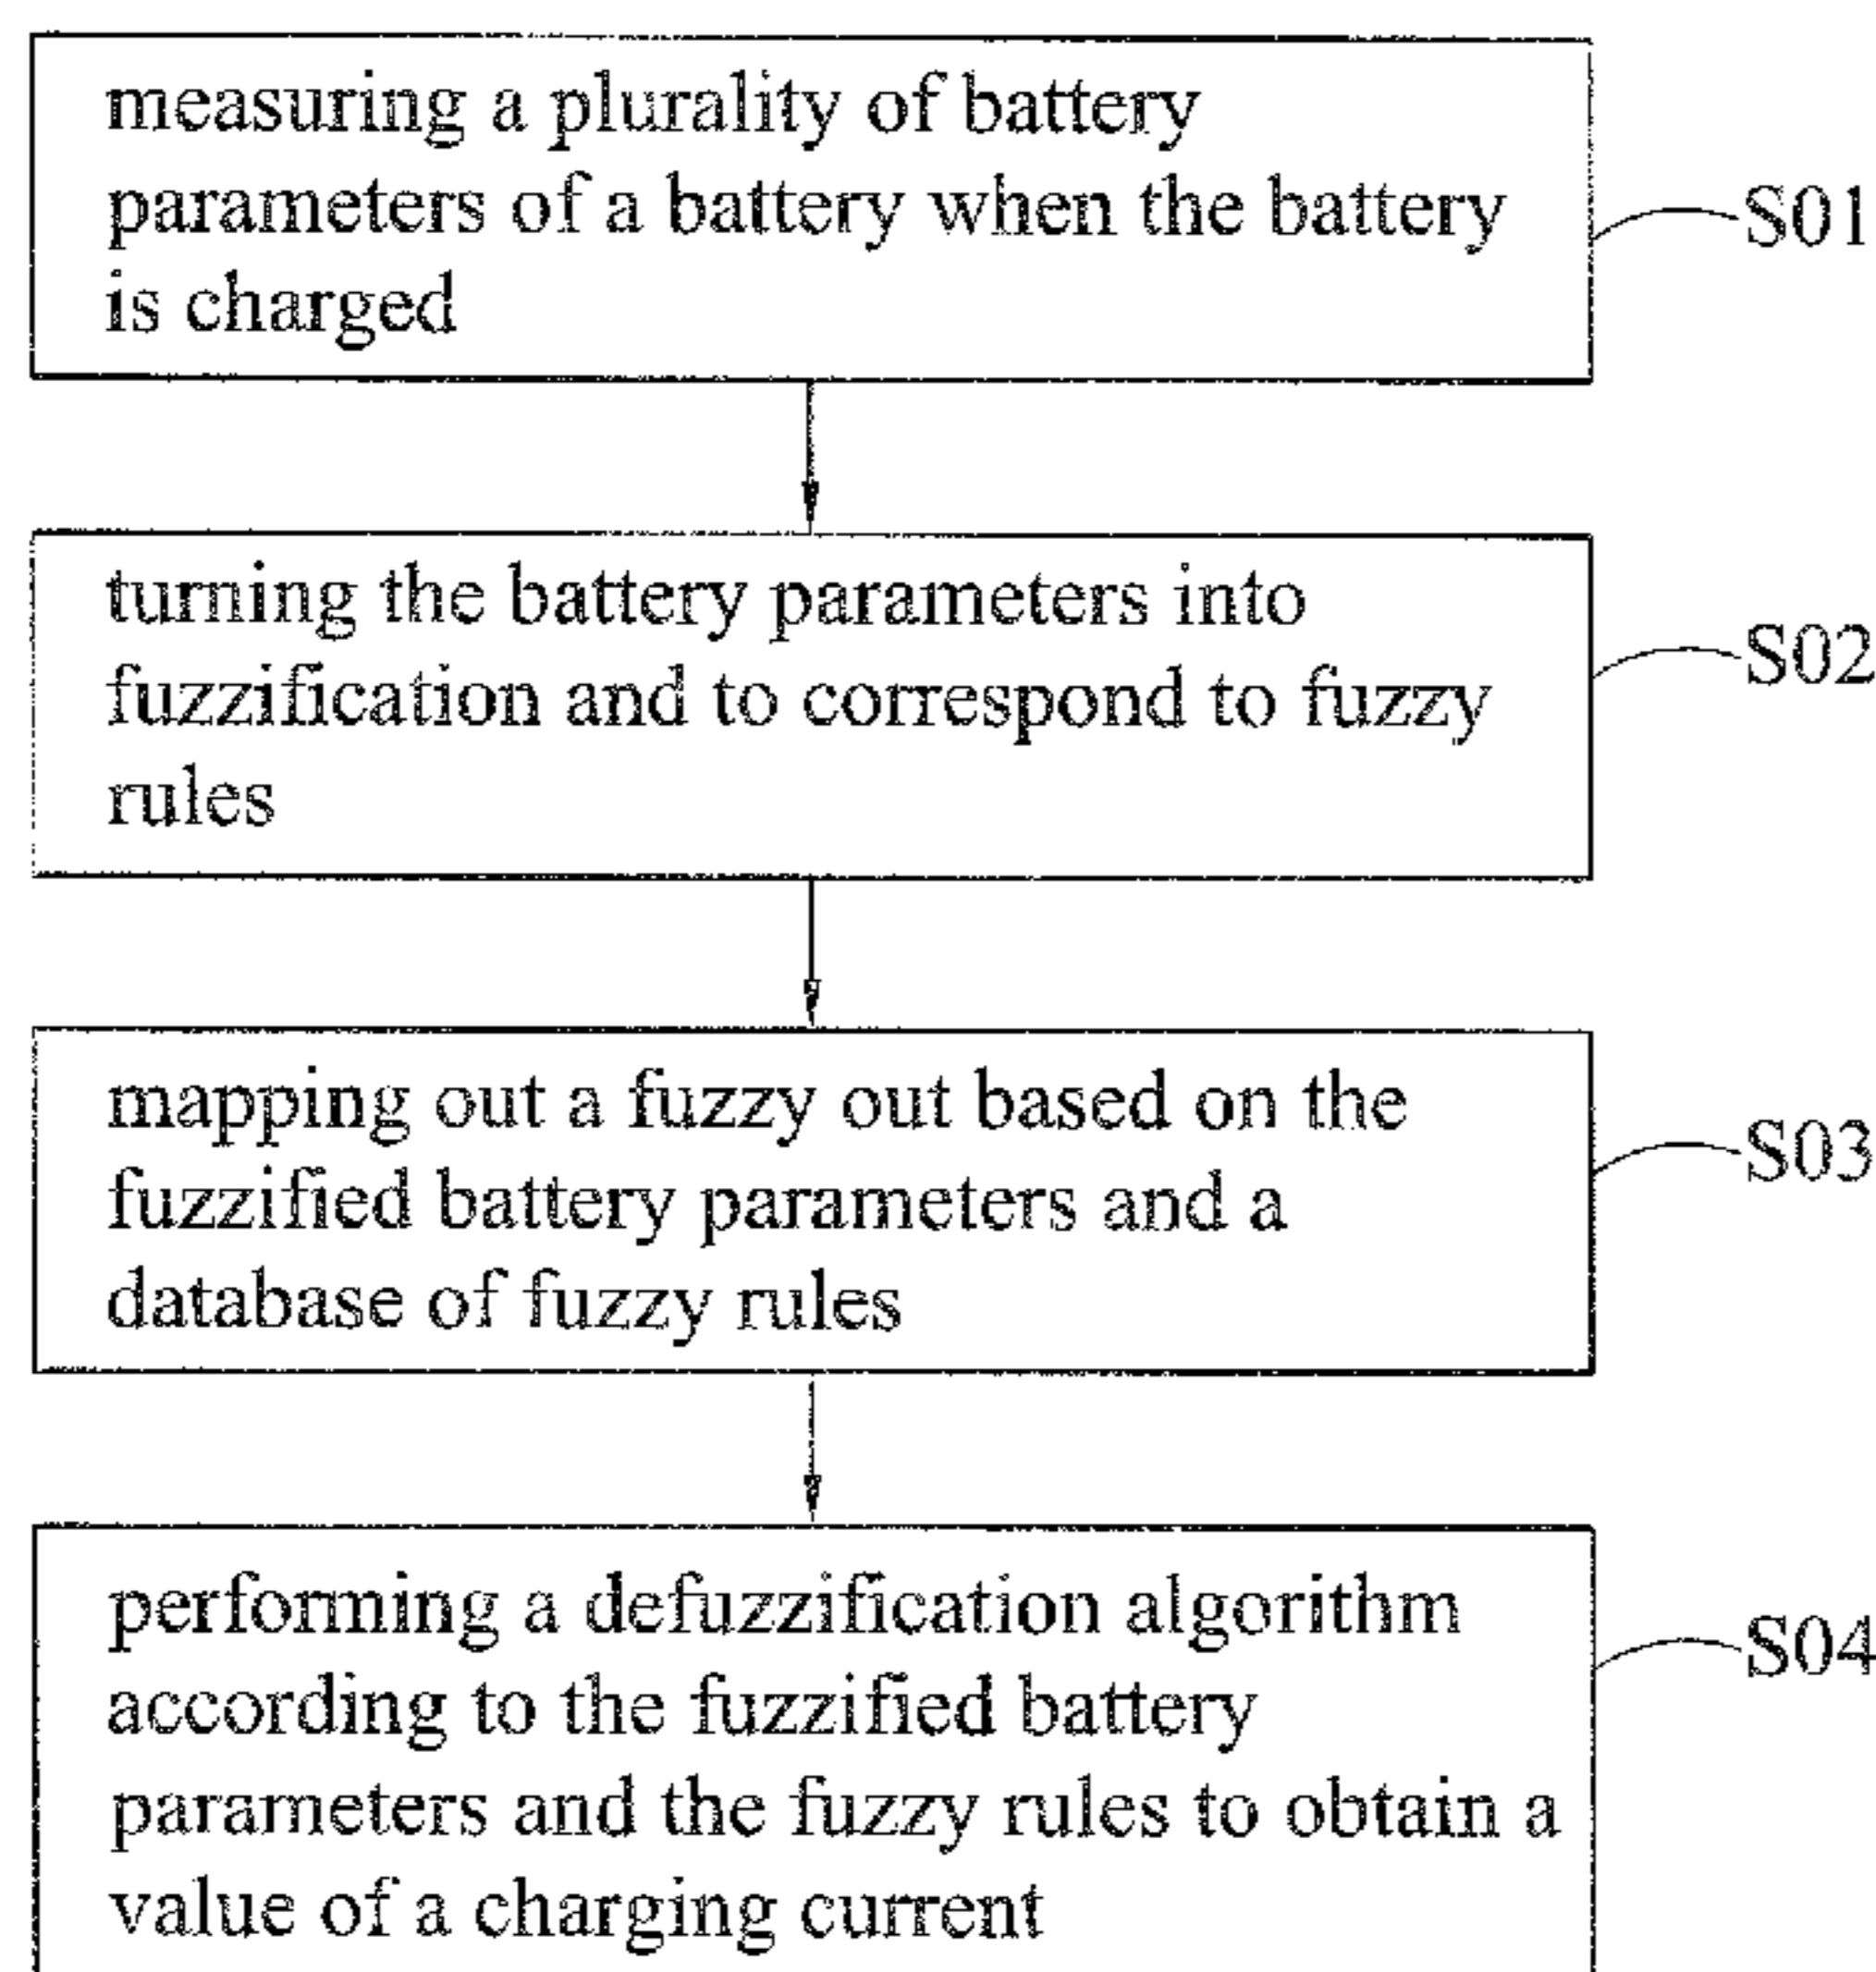 measuring a plurality of battery
parameters of a battery when the battery
is charged
S01
turning the battery parameters into
fuzzification and to correspond to fuzzy
rules
S02
mapping out a fuzzy out based on the
fuzzified battery parameters and a
database of fuzzy rules
S03
performing a defuzzification algorithm
according to the fuzzified battery
parameters and the fuzzy rules to obtain a
value of a charging current
S04